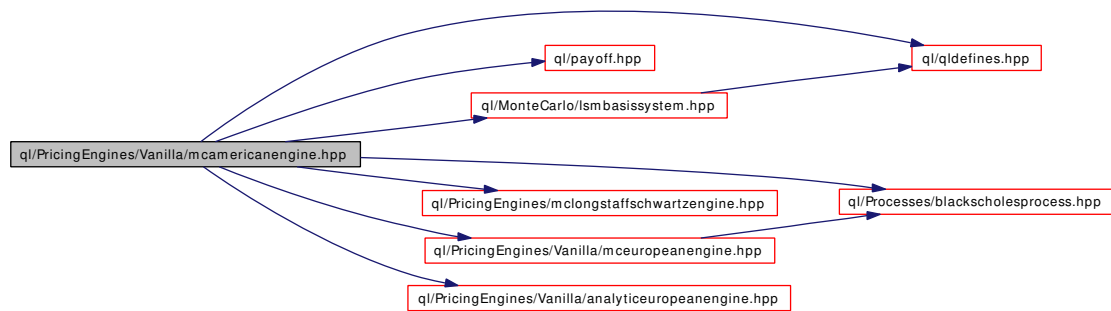 ql/payoff.hpp
ql/qldefines.hpp
ql/MonteCarlo/lsmbasissystem.hpp
ql/PricingEngines/Vanilla/mcamericanengine.hpp
ql/PricingEngines/mclongstaffschwartzengine.hpp
ql/Processes/blackscholesprocess.hpp
ql/PricingEngines/Vanilla/mceuropeanengine.hpp
ql/PricingEngines/Vanilla/analyticeuropeanengine.hpp